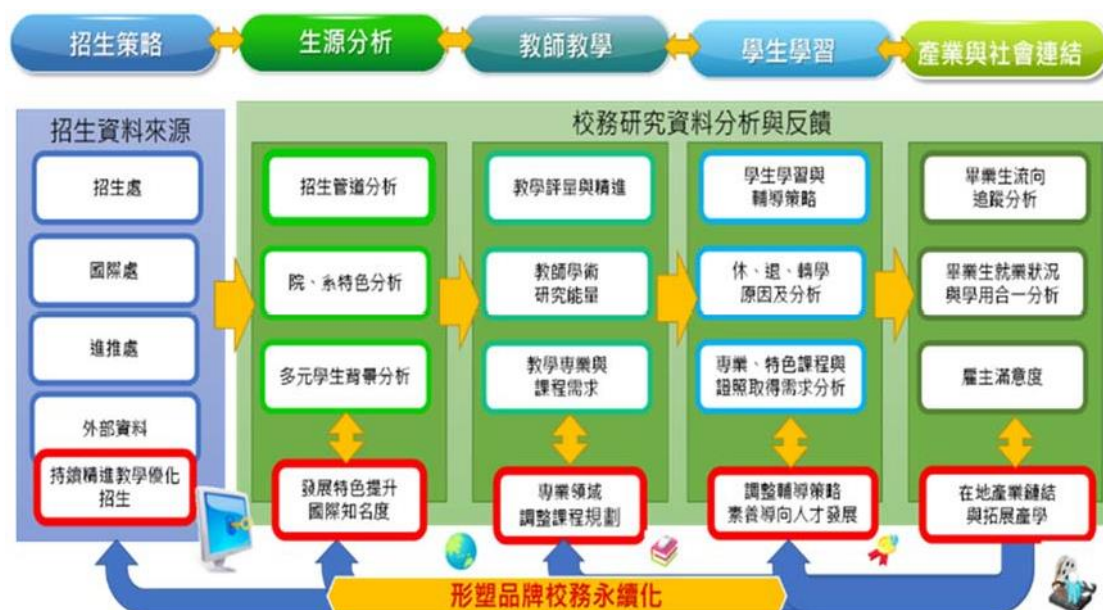 招生策略
生源分析
教師教學
學生學習
產業與社會連結
招生資料來源
招生處
國際處
進推處
外部資料
持續精進教學優化
招生
校務研究資料分析與反饋
招生管道分析
院、系特色分析
多元學生背景分析
發展特色提升
國際知名度
教學評量與精進
教師學術
研究能量
教學專業與
課程需求
專業領域
調整課程規劃
學生學習與
輔導策略
休、退、轉學
原因及分析
專業、特色課程與
證照取得需求分析
調整輔導策略
素養導向人才發展
畢業生流向
追蹤分析
畢業生就業狀況
與學用合一分析
雇主滿意度
在地產業鏈結
與拓展產學
形塑品牌校務永續化